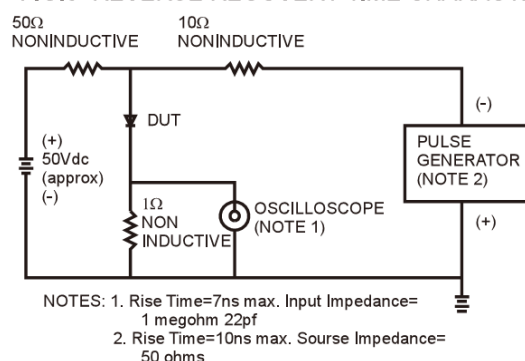 50Ω
NONINDUCTIVE
10Ω
NONINDUCTIVE
DUT
(+)
50Vdc
(approx)
(-)
1Ω
NON
INDUCTIVE
OSCILLOSCOPE
(NOTE 1)
(-)
PULSE
GENERATOR
(NOTE 2)
(+)
NOTES: 1. Rise Time=7ns max. Input Impedance=
1 megohm 22pf
2. Rise Time=10ns max. Sourse Impedance=
50 ohms